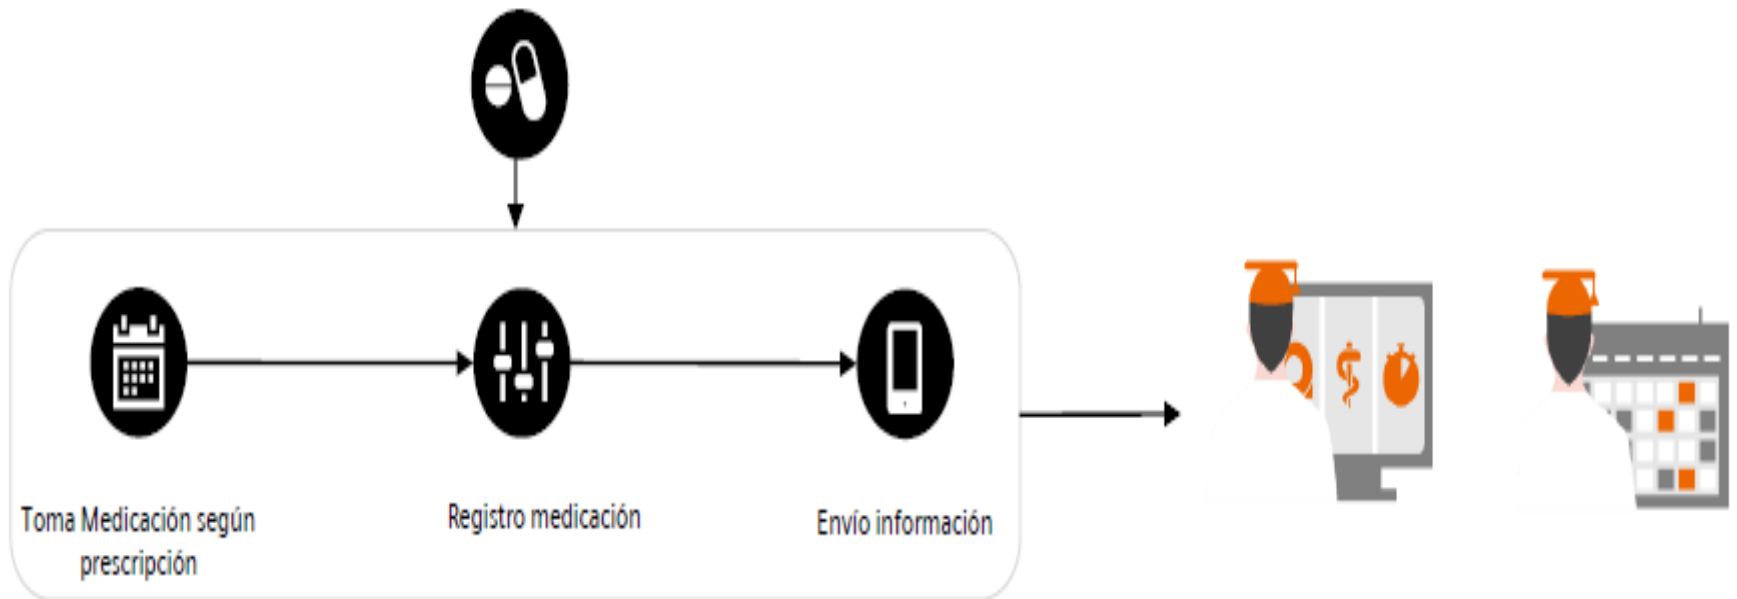 Toma Medicación según
prescripción
Registro medicación
Envío información